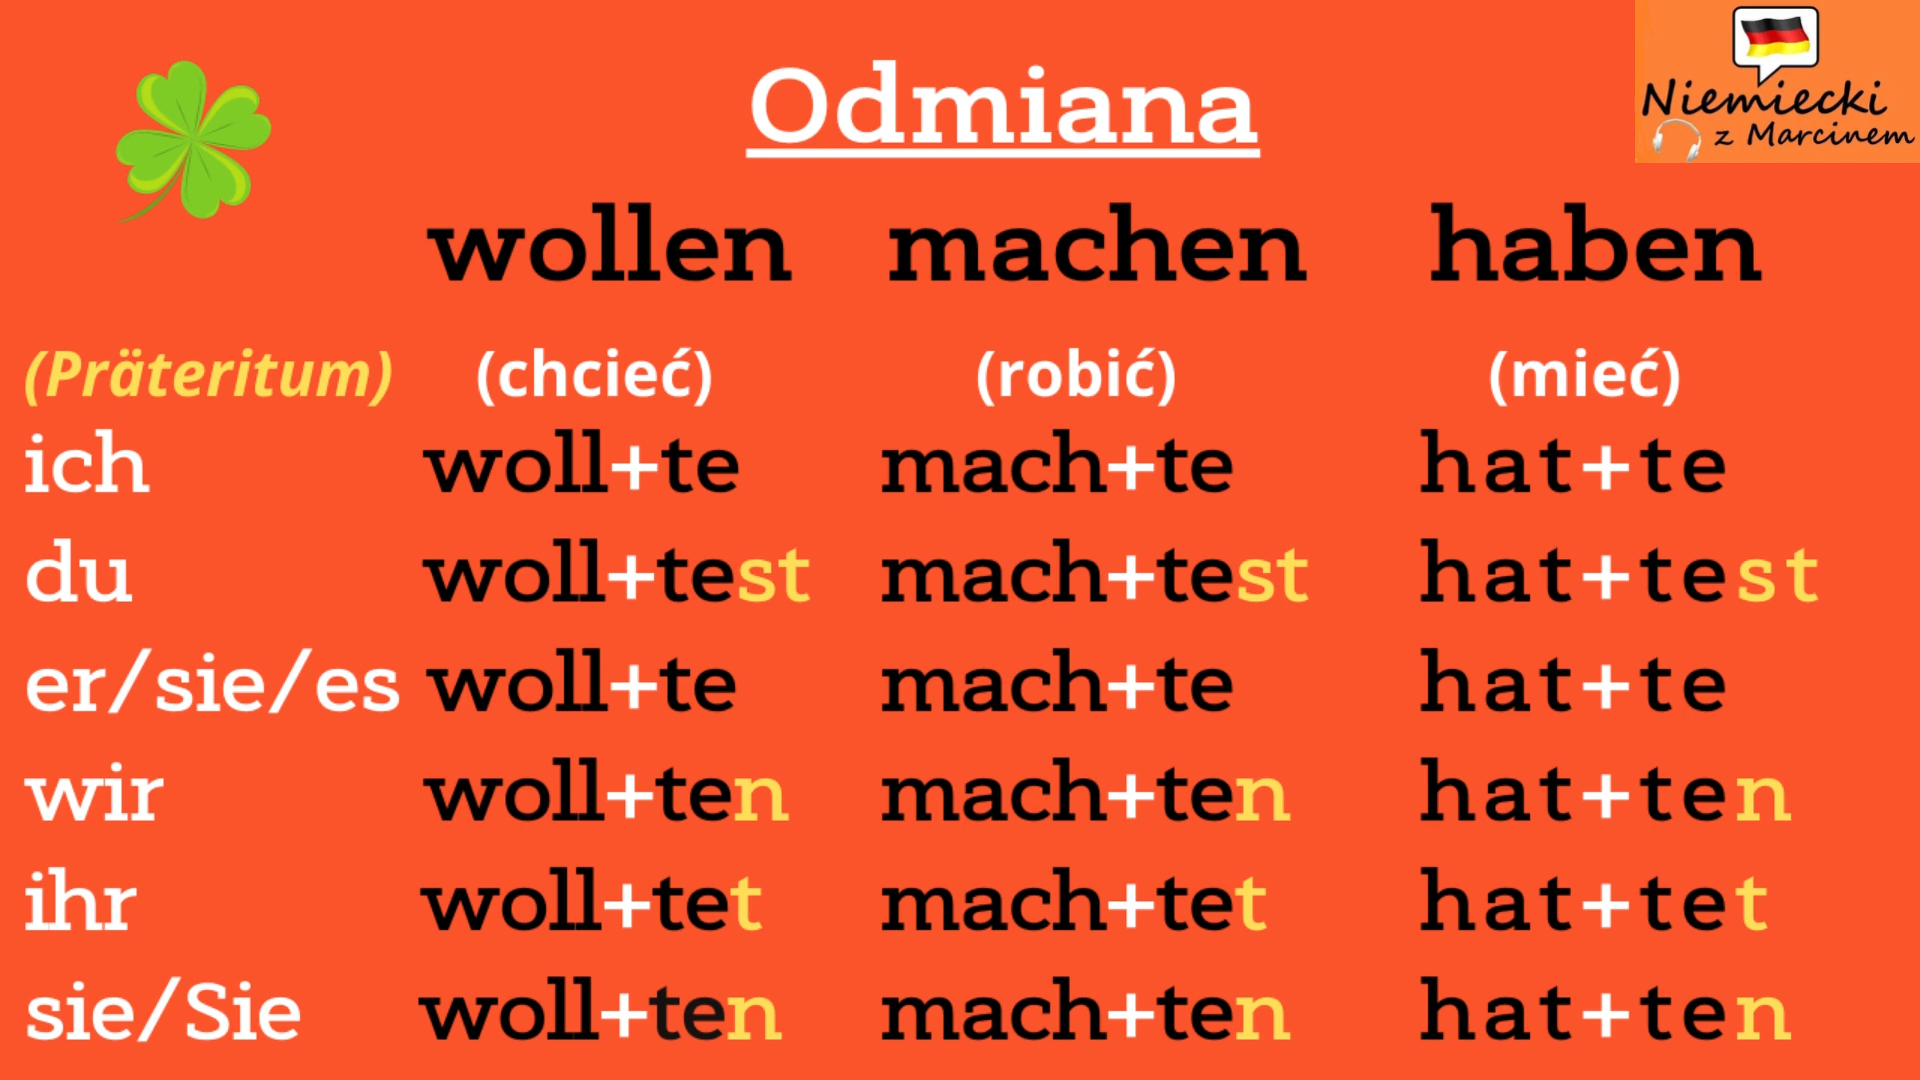 Odmiana
Niemiecki
z Marcinem
wollen machen haben
(Präteritum) (chcieć) (robić) (mieć)
ich woll+te mach+te hat+te
du woll+test mach+test hat+test
er/sie/es woll+te mach+te hat+te
wir woll+ten mach+ten hat+ten
ihr woll+tet mach+tet hat+tet
sie/Sie woll+ten mach+ten hat+ten